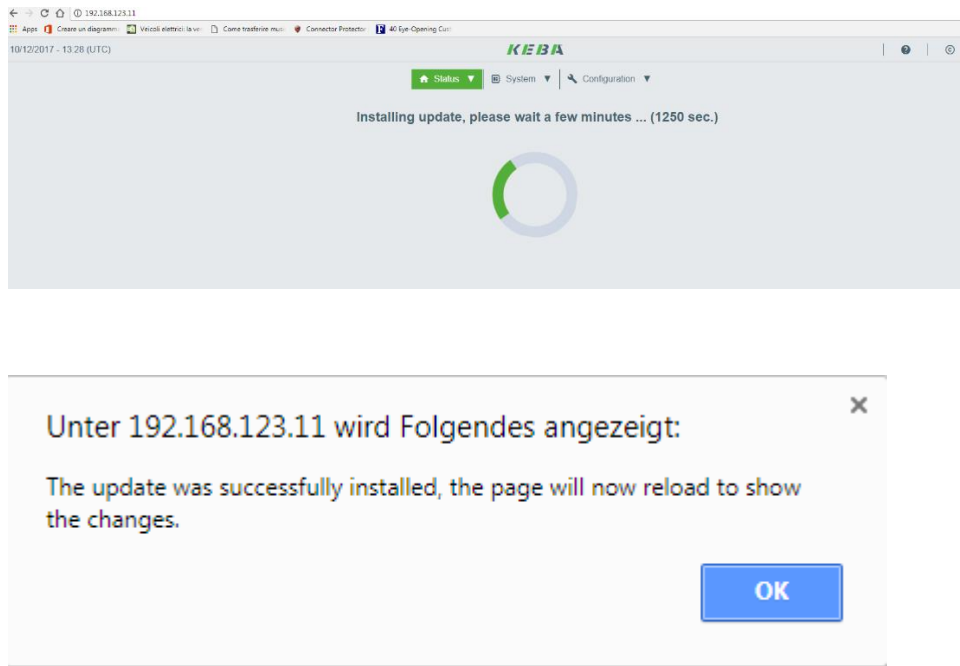 192.168.123.11
Apps Creare un diagramm Veicoli elettrici: la ve Come trasferire mus Connector Protector 40 Eye-Opening Cus
10/12/2017 - 13:28 (UTC) KEBA
Status System Configuration
Installing update, please wait a few minutes ... (1250 sec.)
Unter 192.168.123.11 wird Folgendes angezeigt:
The update was successfully installed, the page will now reload to show
the changes.
OK